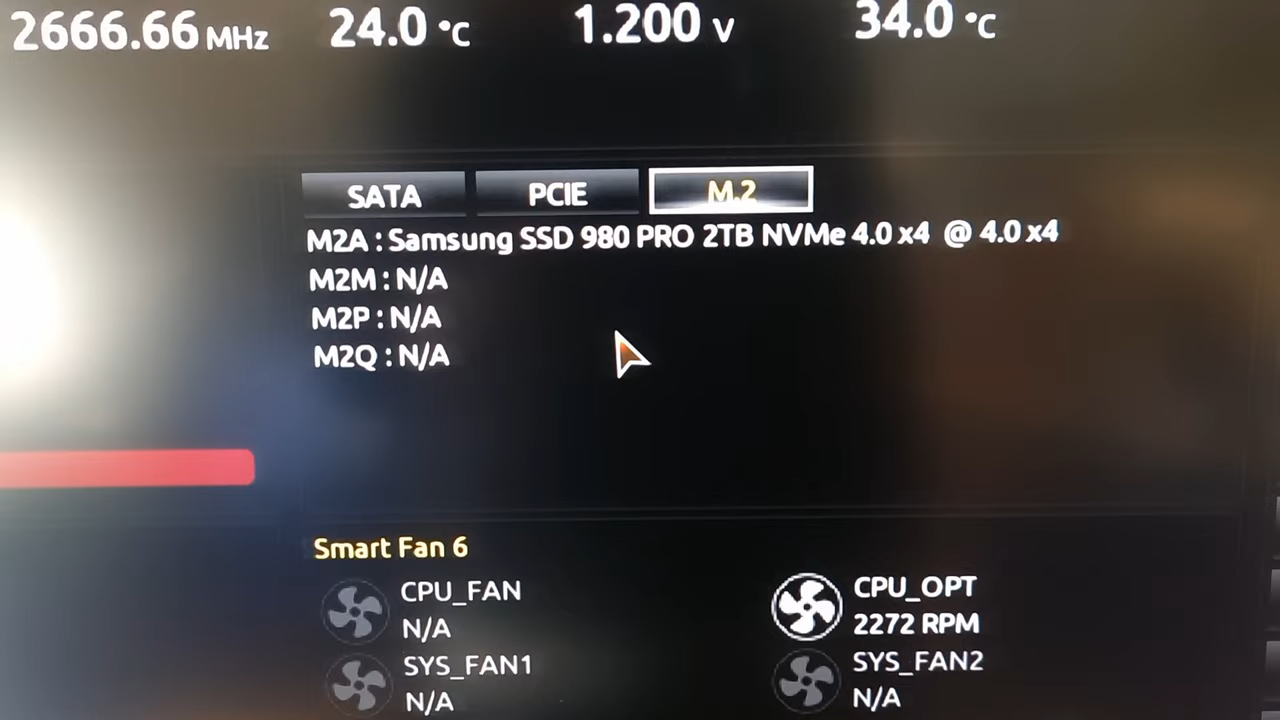 2666.66 MHz 24.0 °C 1.200 V 34.0 °C
SATA PCIE M.2
M2A : Samsung SSD 980 PRO 2TB NVMe 4.0 x4 @ 4.0 x4
M2M : N/A
M2P : N/A
M2Q : N/A
Smart Fan 6
CPU_FAN
N/A
CPU_OPT
2272 RPM
SYS_FAN1
N/A
SYS_FAN2
N/A